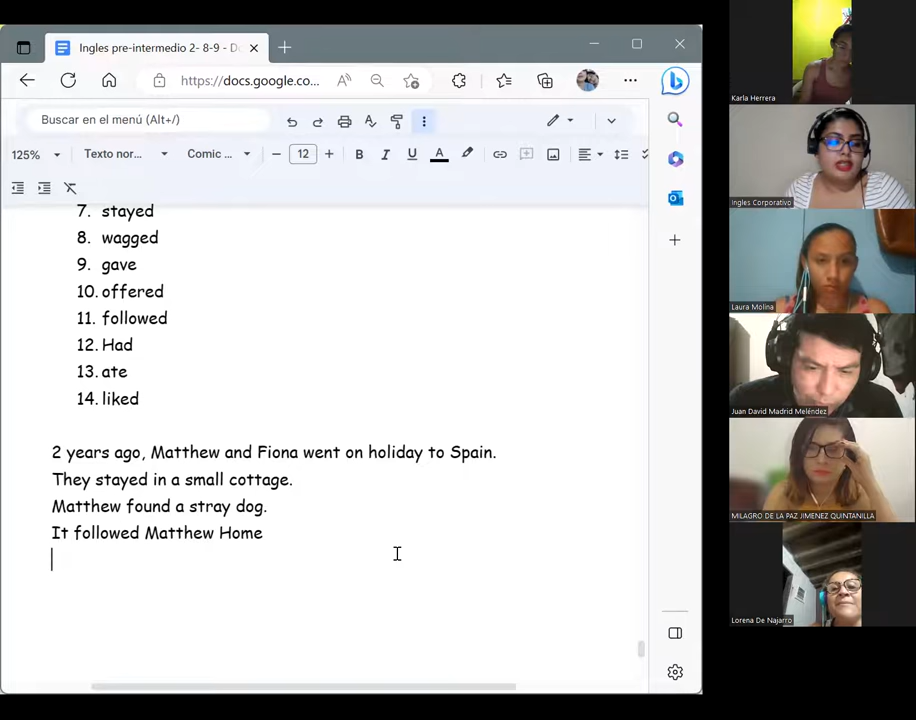 Ingles pre-intermedio 2- 8-9 - Do
https://docs.google.co...
Buscar en el menú (Alt+/)
125%
Texto nor...
Comic ...
12
B I U A
7. stayed
8. wagged
9. gave
10. offered
11. followed
12. Had
13. ate
14. liked
2 years ago, Matthew and Fiona went on holiday to Spain.
They stayed in a small cottage.
Matthew found a stray dog.
It followed Matthew Home
Karla Herrera
Ingles Corporativo
Laura Molina
Juan David Madrid Meléndez
MILAGRO DE LA PAZ JIMENEZ QUINTANILLA
Lorena De Najarro